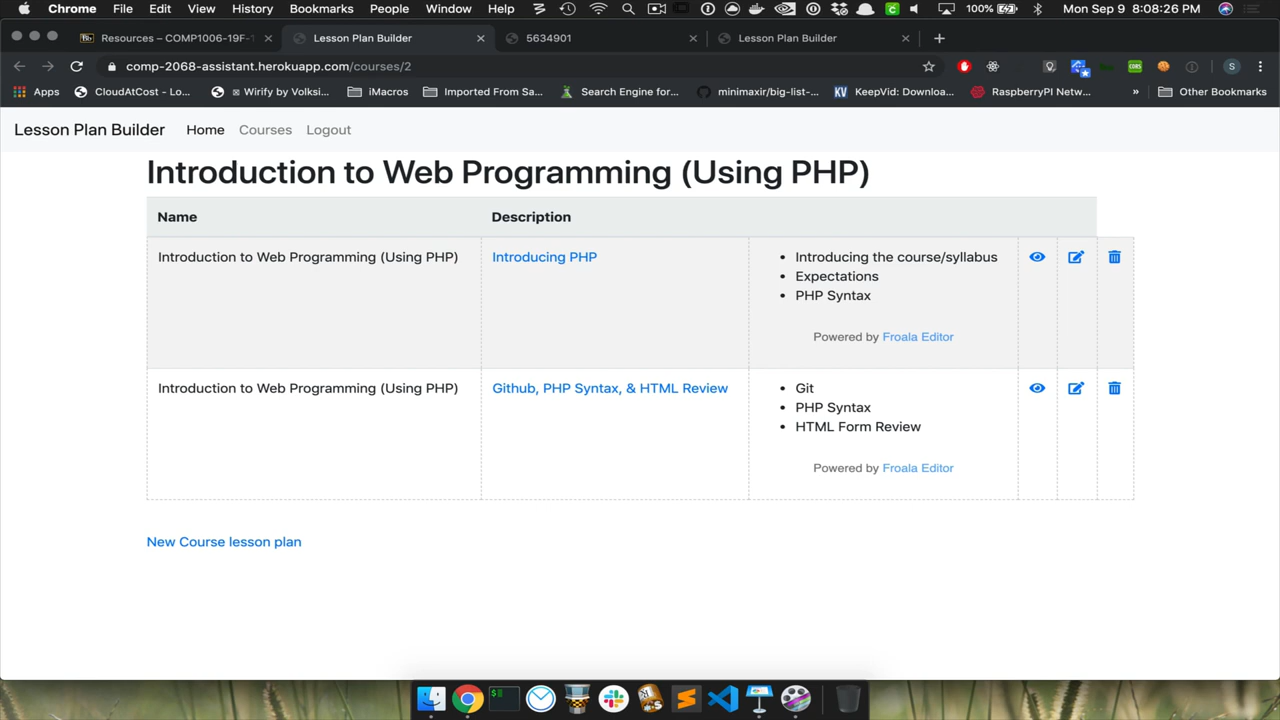 Chrome File Edit View History Bookmarks People Window Help 100% Mon Sep 9 8:08:26 PM
Resources – COMP1006-19F- Lesson Plan Builder 5634901 Lesson Plan Builder
comp-2068-assistant.herokuapp.com/courses/2 S
Apps CloudAtCost - Lo... Wirify by Volksi... iMacros Imported From Sa... Search Engine for... minimaxir/big-list-... KV KeepVid: Downloa... RaspberryPI Netw... » Other Bookmarks
Lesson Plan Builder Home Courses Logout
Introduction to Web Programming (Using PHP)
Name Description
Introduction to Web Programming (Using PHP) Introducing PHP • Introducing the course/syllabus
• Expectations
• PHP Syntax
Powered by Froala Editor
Introduction to Web Programming (Using PHP) Github, PHP Syntax, & HTML Review • Git
• PHP Syntax
• HTML Form Review
Powered by Froala Editor
New Course lesson plan